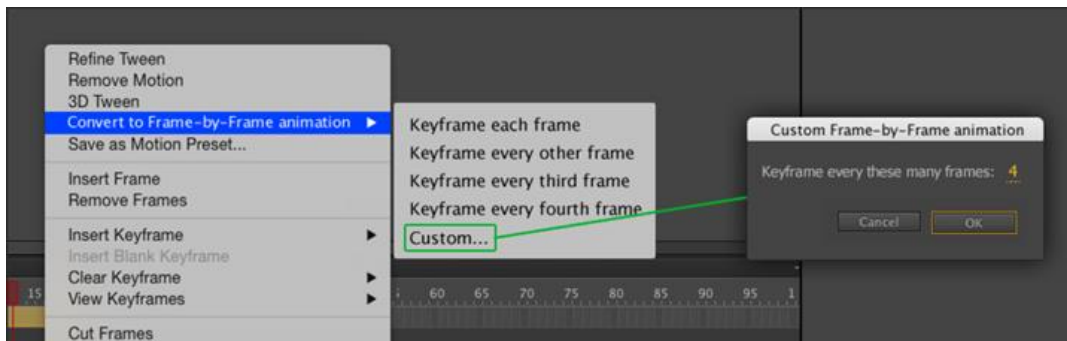 Refine Tween
Remove Motion
3D Tween
Convert to Frame-by-Frame animation
Save as Motion Preset...
Insert Frame
Remove Frames
Insert Keyframe
Insert Blank Keyframe
Clear Keyframe
View Keyframes
Cut Frames
Keyframe each frame
Keyframe every other frame
Keyframe every third frame
Keyframe every fourth frame
Custom...
Custom Frame-by-Frame animation
Keyframe every these many frames: 4
Cancel OK
15 60 65 70 75 80 85 90 95 1